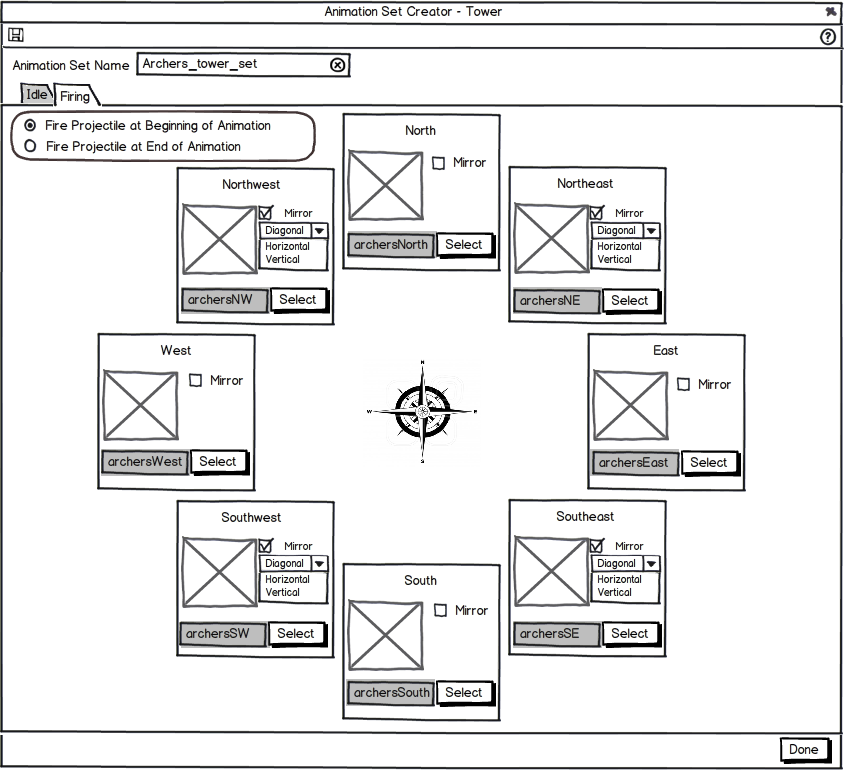 Animation Set Creator - Tower
Animation Set Name
Archers_tower_set
Idle
Firing
Fire Projectile at Beginning of Animation
Fire Projectile at End of Animation
North
Mirror
archersNorth
Select
Northwest
Mirror
Diagonal
Horizontal
Vertical
archersNW
Select
Northeast
Mirror
Diagonal
Horizontal
Vertical
archersNE
Select
West
Mirror
archersWest
Select
N
W
E
S
East
Mirror
archersEast
Select
Southwest
Mirror
Diagonal
Horizontal
Vertical
archersSW
Select
South
Mirror
archersSouth
Select
Southeast
Mirror
Diagonal
Horizontal
Vertical
archersSE
Select
Done